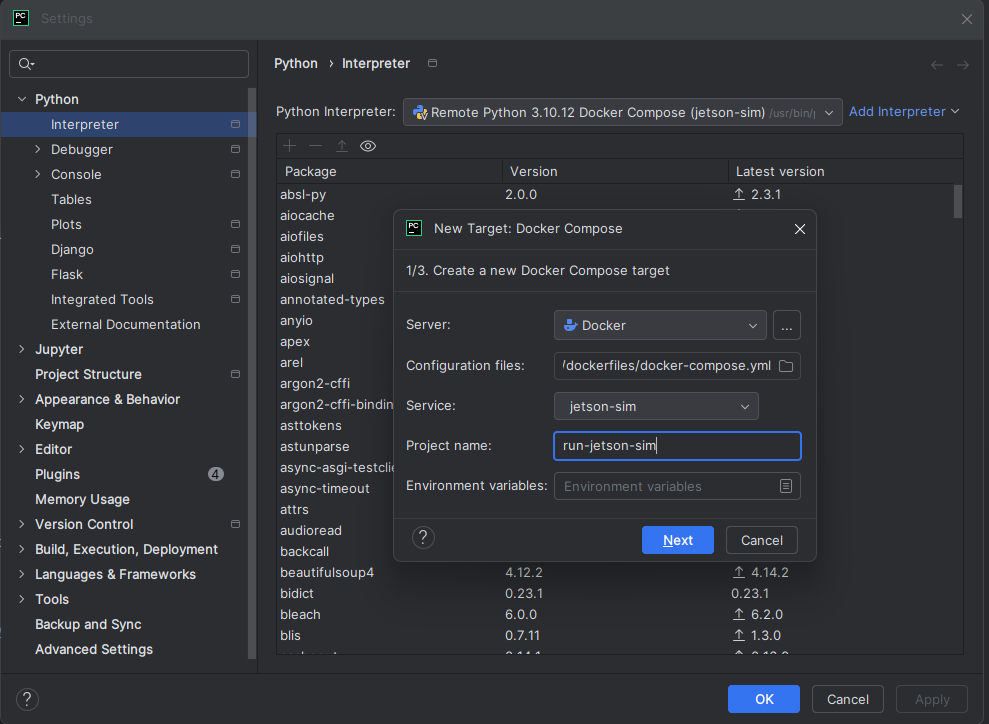 PC Settings
Python › Interpreter
Python Interpreter: Remote Python 3.10.12 Docker Compose (jetson-sim) /usr/bin/ Add Interpreter
Python
Interpreter
Debugger
Console
Tables
Plots
Django
Flask
Integrated Tools
External Documentation
Jupyter
Project Structure
Appearance & Behavior
Keymap
Editor
Plugins 4
Memory Usage
Version Control
Build, Execution, Deployment
Languages & Frameworks
Tools
Backup and Sync
Advanced Settings
Package Version Latest version
absl-py 2.0.0 2.3.1
aiocache
aiofiles
aiohttp
aiosignal
annotated-types
anyio
apex
arel
argon2-cffi
argon2-cffi-bindin
asttokens
astunparse
async-asgi-testclie
async-timeout
attrs
audioread
backcall
beautifulsoup4 4.12.2 4.14.2
bidict 0.23.1 0.23.1
bleach 6.0.0 6.2.0
blis 0.7.11 1.3.0
PC New Target: Docker Compose
1/3. Create a new Docker Compose target
Server: Docker ...
Configuration files: /dockerfiles/docker-compose.yml
Service: jetson-sim
Project name: run-jetson-sim
Environment variables: Environment variables
? Next Cancel
? OK Cancel Apply